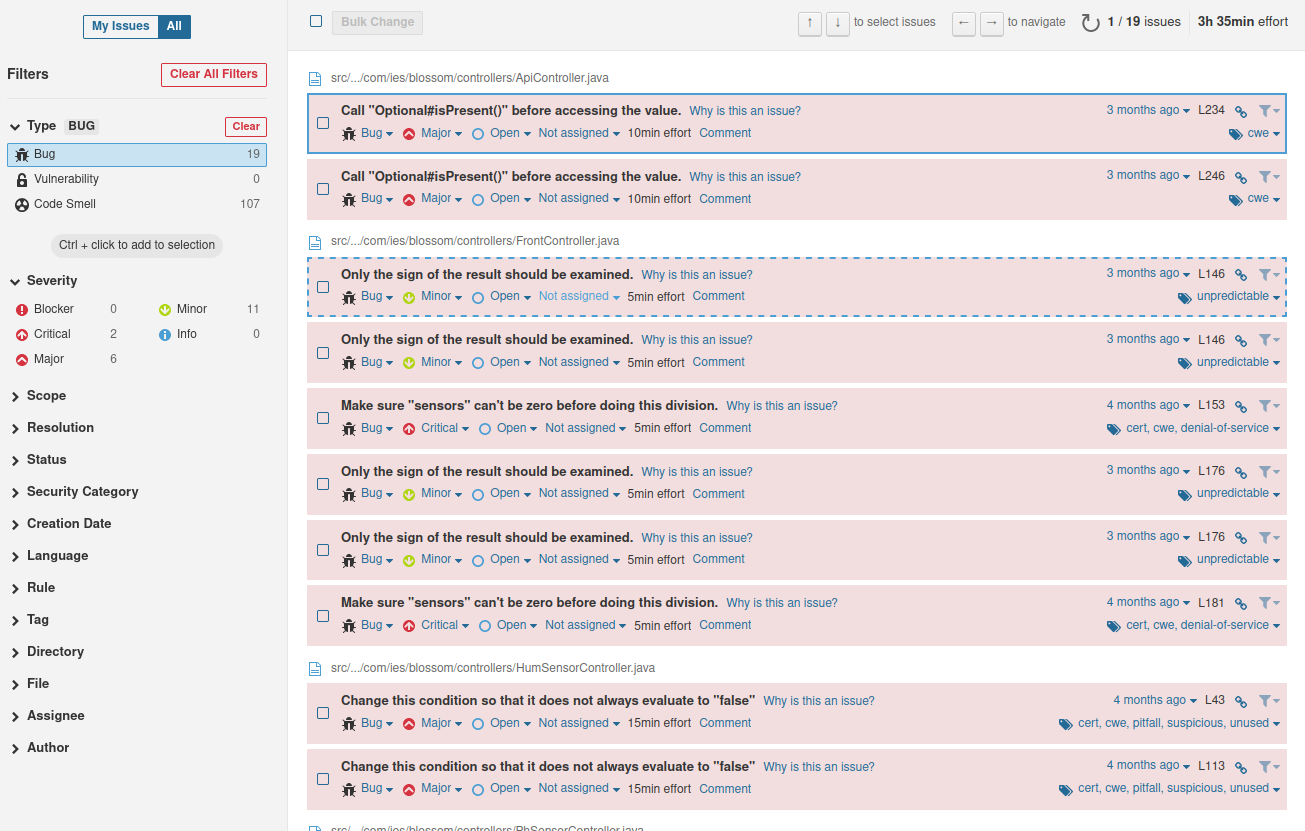 My Issues All
Filters
Clear All Filters
Type BUG
Clear
Bug 19
Vulnerability 0
Code Smell 107
Ctrl + click to add to selection
Severity
Blocker 0 Minor 11
Critical 2 Info 0
Major 6
Scope
Resolution
Status
Security Category
Creation Date
Language
Rule
Tag
Directory
File
Assignee
Author
Bulk Change ↑ ↓ to select issues ← → to navigate 1 / 19 issues 3h 35min effort
src/.../com/ies/blossom/controllers/ApiController.java
Call "Optional#isPresent()" before accessing the value. Why is this an issue? 3 months ago L234
Bug Major Open Not assigned 10min effort Comment cwe
Call "Optional#isPresent()" before accessing the value. Why is this an issue? 3 months ago L246
Bug Major Open Not assigned 10min effort Comment cwe
src/.../com/ies/blossom/controllers/FrontController.java
Only the sign of the result should be examined. Why is this an issue? 3 months ago L146
Bug Minor Open Not assigned 5min effort Comment unpredictable
Only the sign of the result should be examined. Why is this an issue? 3 months ago L146
Bug Minor Open Not assigned 5min effort Comment unpredictable
Make sure "sensors" can't be zero before doing this division. Why is this an issue? 4 months ago L153
Bug Critical Open Not assigned 5min effort Comment cert, cwe, denial-of-service
Only the sign of the result should be examined. Why is this an issue? 3 months ago L176
Bug Minor Open Not assigned 5min effort Comment unpredictable
Only the sign of the result should be examined. Why is this an issue? 3 months ago L176
Bug Minor Open Not assigned 5min effort Comment unpredictable
Make sure "sensors" can't be zero before doing this division. Why is this an issue? 4 months ago L181
Bug Critical Open Not assigned 5min effort Comment cert, cwe, denial-of-service
src/.../com/ies/blossom/controllers/HumSensorController.java
Change this condition so that it does not always evaluate to "false" Why is this an issue? 4 months ago L43
Bug Major Open Not assigned 15min effort Comment cert, cwe, pitfall, suspicious, unused
Change this condition so that it does not always evaluate to "false" Why is this an issue? 4 months ago L113
Bug Major Open Not assigned 15min effort Comment cert, cwe, pitfall, suspicious, unused
src/.../com/ies/blossom/controllers/PhSensorController.java